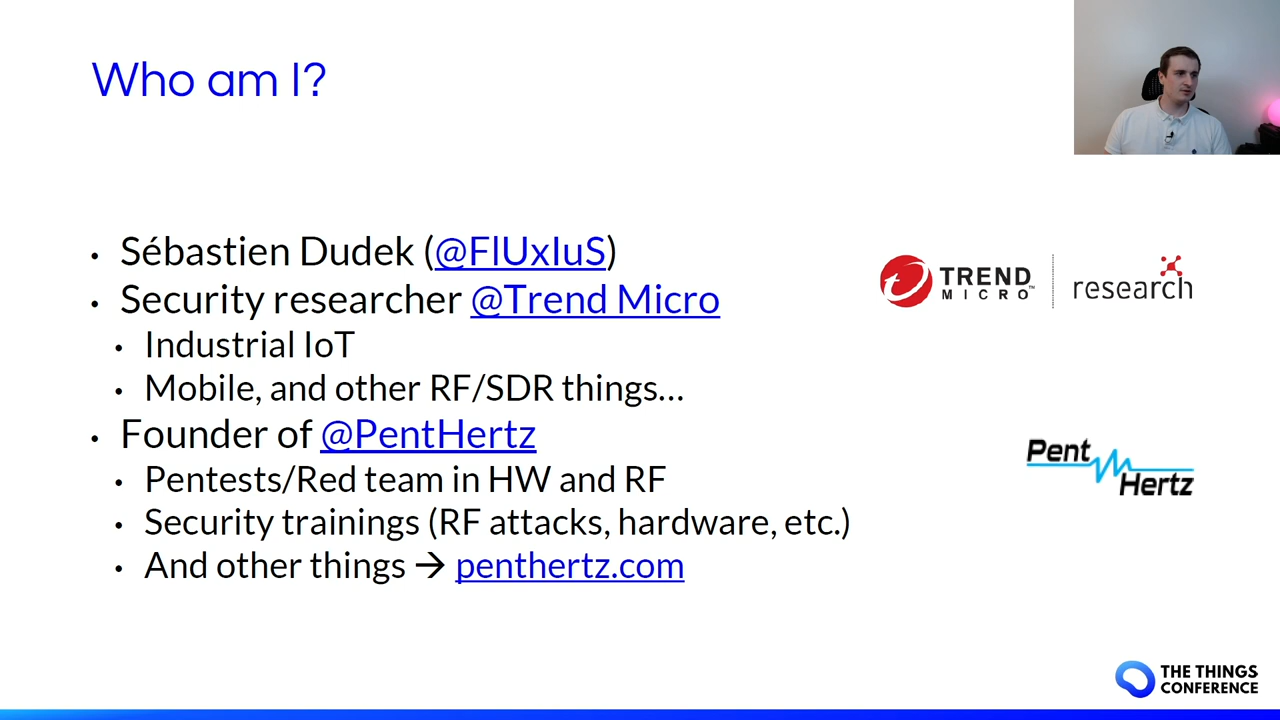 Who am I?
• Sébastien Dudek (@FlUxIuS)
• Security researcher @Trend Micro
• Industrial IoT
• Mobile, and other RF/SDR things…
• Founder of @PentHertz
• Pentests/Red team in HW and RF
• Security trainings (RF attacks, hardware, etc.)
• And other things → penthertz.com
TREND
MICRO™
research
Pent
Hertz
THE THINGS
CONFERENCE